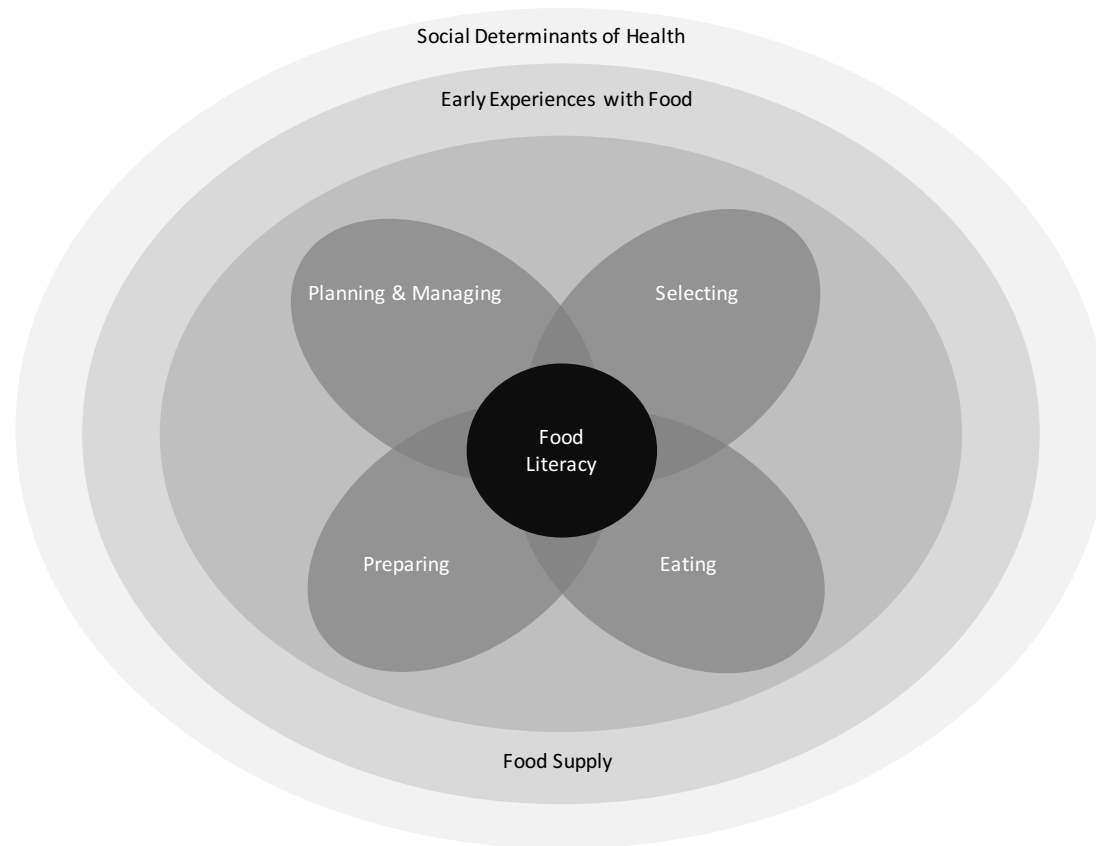 Social Determinants of Health
Early Experiences with Food
Planning & Managing
Selecting
Food
Literacy
Preparing
Eating
Food Supply